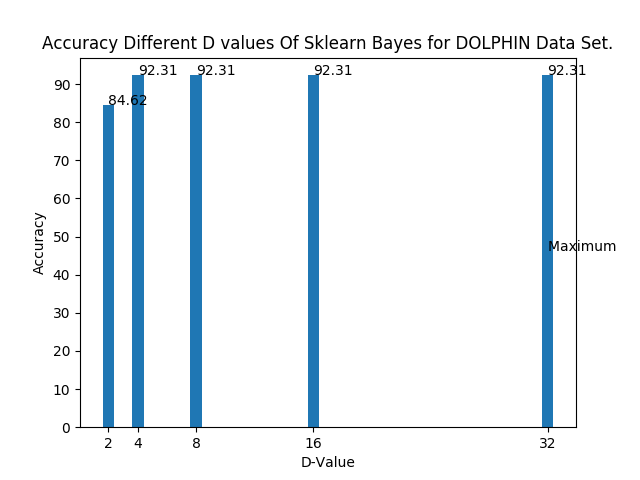 Accuracy Different D values Of Sklearn Bayes for DOLPHIN Data Set.
92.31 92.31 92.31 92.31
84.62
90
80
70
60
50
40
30
20
10
0
Accuracy
Maximum
2 4 8 16 32
D-Value